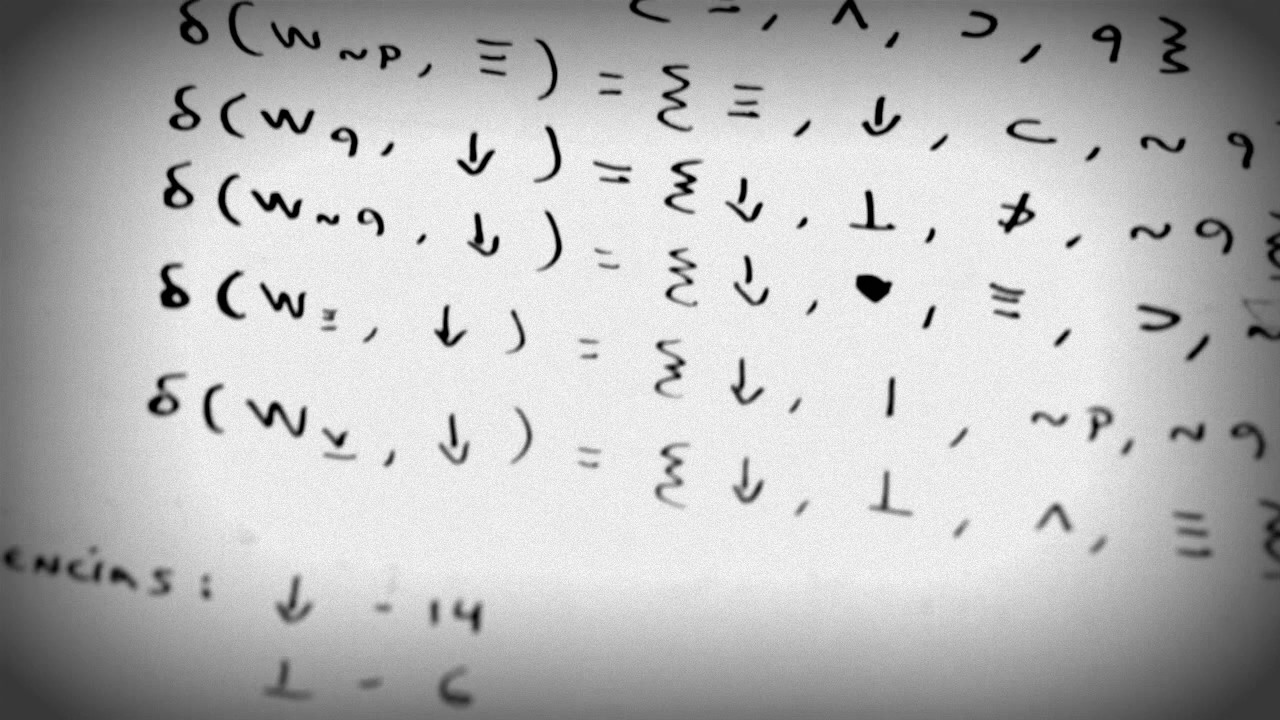 , ∧, ⊃, q }
δ(w~p, ≡) = { ≡, ↓, ⊂, ~q
δ(wq, ↓) = { ↓, ⊥, ⊅, ~q }
δ(w~q, ↓) = { ↓, ≡, ⊃, ~
δ(w≡, ↓) = { ↓, |, ~p, ~q
δ(w⊻, ↓) = { ↓, ⊥, ∧, ≡ }
encias: ↓ - 14
⊥ - 6